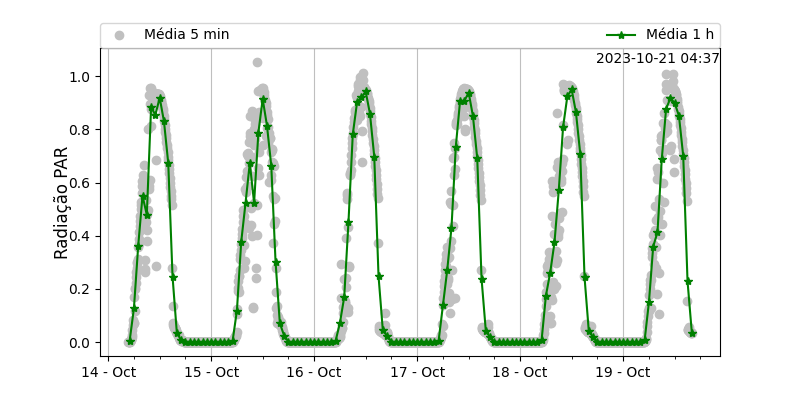 Média 5 min
Média 1 h
2023-10-21 04:37
Radiação PAR
1.0
0.8
0.6
0.4
0.2
0.0
14 - Oct
15 - Oct
16 - Oct
17 - Oct
18 - Oct
19 - Oct